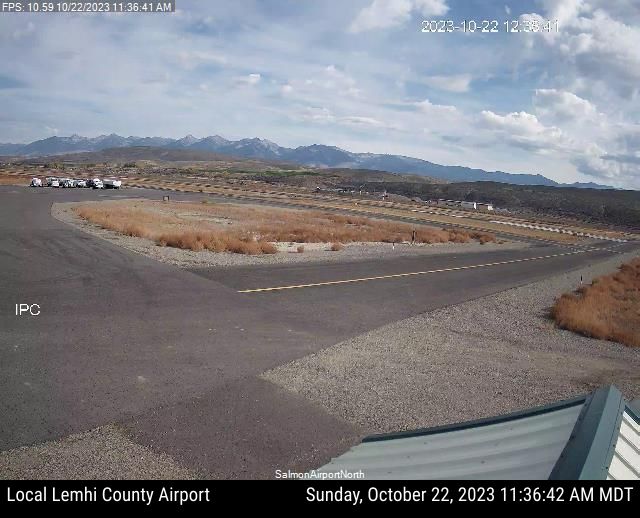 FPS: 10.59 10/22/2023 11:36:41 AM
2023-10-22 12:38:41
IPC
SalmonAirportNorth
Local Lemhi County Airport Sunday, October 22, 2023 11:36:42 AM MDT